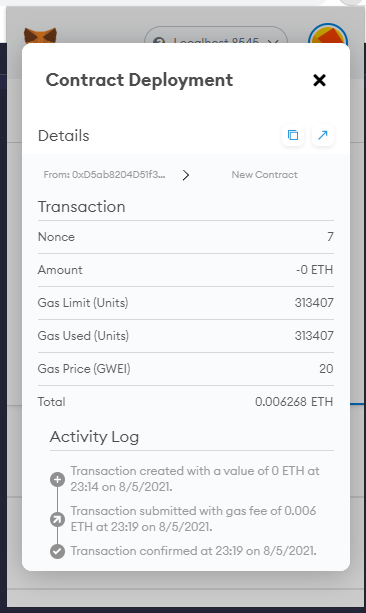 Localhost 8545
Contract Deployment
Details
From: 0xD5ab8204D51f3...
New Contract
Transaction
Nonce 7
Amount -0 ETH
Gas Limit (Units) 313407
Gas Used (Units) 313407
Gas Price (GWEI) 20
Total 0.006268 ETH
Activity Log
Transaction created with a value of 0 ETH at
23:14 on 8/5/2021.
Transaction submitted with gas fee of 0.006
ETH at 23:19 on 8/5/2021.
Transaction confirmed at 23:19 on 8/5/2021.